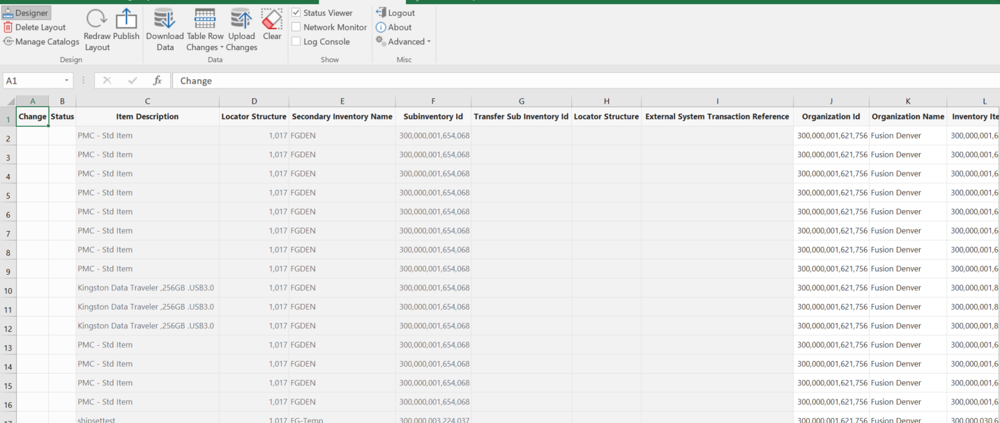 Designer
Delete Layout
Manage Catalogs
Redraw Layout
Publish
Design
Download Data
Table Row Changes
Upload Changes
Clear
Data
Status Viewer
Network Monitor
Log Console
Show
Logout
About
Advanced
Misc
A1 fx Change
A B C D E F G H I J K L
1 Change Status Item Description Locator Structure Secondary Inventory Name Subinventory Id Transfer Sub Inventory Id Locator Structure External System Transaction Reference Organization Id Organization Name Inventory Ite
2 PMC - Std Item 1,017 FGDEN 300,000,001,654,068 300,000,001,621,756 Fusion Denver 300,000,001,6
3 PMC - Std Item 1,017 FGDEN 300,000,001,654,068 300,000,001,621,756 Fusion Denver 300,000,001,6
4 PMC - Std Item 1,017 FGDEN 300,000,001,654,068 300,000,001,621,756 Fusion Denver 300,000,001,6
5 PMC - Std Item 1,017 FGDEN 300,000,001,654,068 300,000,001,621,756 Fusion Denver 300,000,001,6
6 PMC - Std Item 1,017 FGDEN 300,000,001,654,068 300,000,001,621,756 Fusion Denver 300,000,001,6
7 PMC - Std Item 1,017 FGDEN 300,000,001,654,068 300,000,001,621,756 Fusion Denver 300,000,001,6
8 PMC - Std Item 1,017 FGDEN 300,000,001,654,068 300,000,001,621,756 Fusion Denver 300,000,001,6
9 PMC - Std Item 1,017 FGDEN 300,000,001,654,068 300,000,001,621,756 Fusion Denver 300,000,001,6
10 Kingston Data Traveler ,256GB .USB3.0 1,017 FGDEN 300,000,001,654,068 300,000,001,621,756 Fusion Denver 300,000,001,8
11 Kingston Data Traveler ,256GB .USB3.0 1,017 FGDEN 300,000,001,654,068 300,000,001,621,756 Fusion Denver 300,000,001,8
12 Kingston Data Traveler ,256GB .USB3.0 1,017 FGDEN 300,000,001,654,068 300,000,001,621,756 Fusion Denver 300,000,001,8
13 PMC - Std Item 1,017 FGDEN 300,000,001,654,068 300,000,001,621,756 Fusion Denver 300,000,001,6
14 PMC - Std Item 1,017 FGDEN 300,000,001,654,068 300,000,001,621,756 Fusion Denver 300,000,001,6
15 PMC - Std Item 1,017 FGDEN 300,000,001,654,068 300,000,001,621,756 Fusion Denver 300,000,001,6
16 PMC - Std Item 1,017 FGDEN 300,000,001,654,068 300,000,001,621,756 Fusion Denver 300,000,001,6
17 shipsettest 1,017 FG-Temp 300,000,003,224,037 300,000,001,621,756 Fusion Denver 300,000,030,6